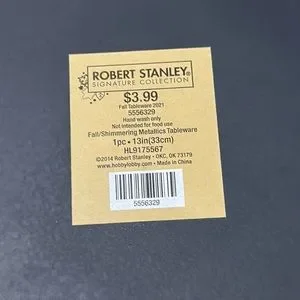 ROBERT STANLEY®
SIGNATURE COLLECTION
$3.99
Fall Tableware 2021
5556329
Hand wash only
Not intended for food use
Fall/Shimmering Metallics Tableware
1pc • 13in(33cm)
HL9175567
©2014 Robert Stanley • OKC, OK 73179
www.hobbylobby.com • Made in China
5556329